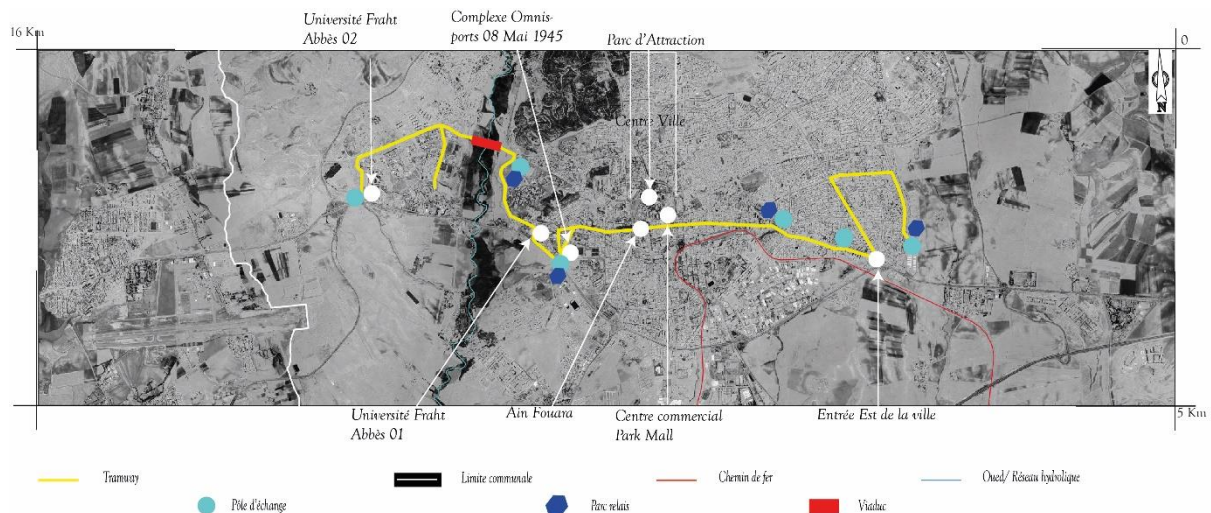 Université Fraht
Abbès 02
Complexe Omnis-
ports 08 Mai 1945
Parc d'Attraction
16 Km
0
N
Centre Ville
Université Fraht
Abbès 01
Ain Fouara
Centre commercial
Park Mall
Entrée Est de la ville
5 Km
Tramway
Limite communale
Chemin de fer
Oued/ Réseau hydrolique
Pôle d'échange
Parc relais
Viaduc